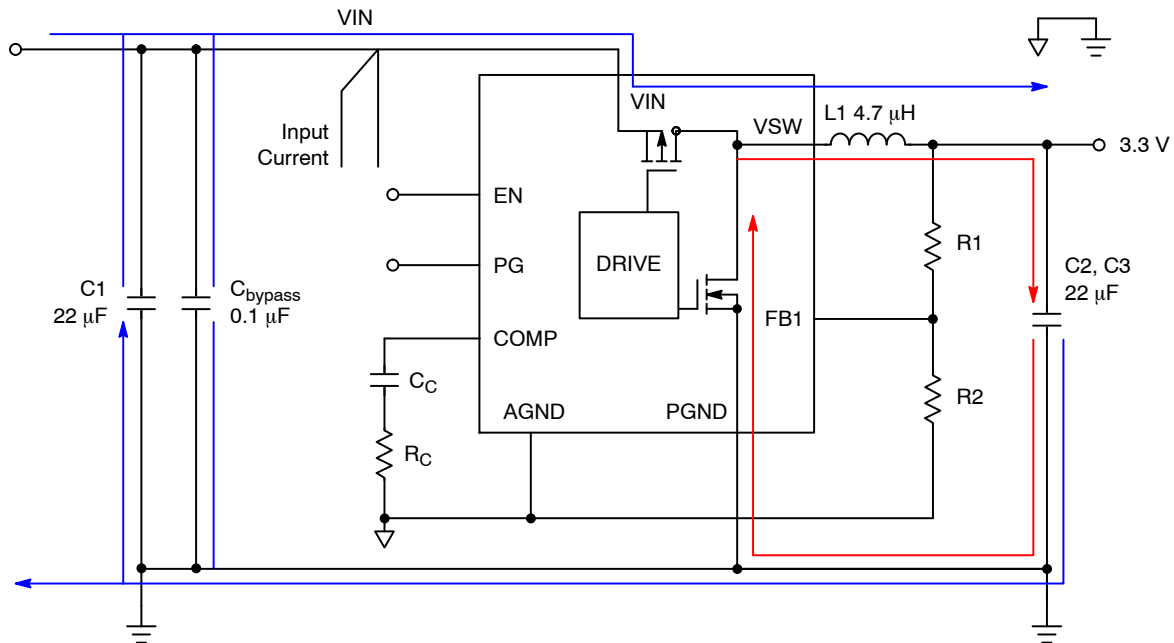 VIN
Input
Current
VIN
VSW
L1 4.7 μH
3.3 V
EN
PG
DRIVE
R1
C1
22 μF
Cbypass
0.1 μF
C2, C3
22 μF
FB1
COMP
CC
RC
AGND
PGND
R2